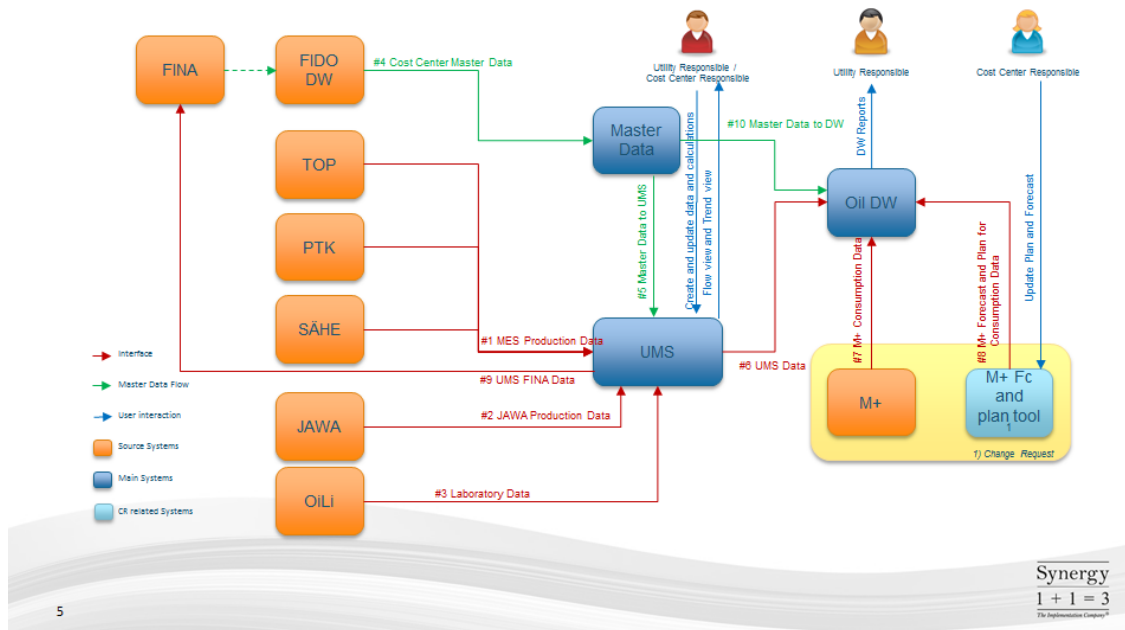 FINA
FIDO
DW
#4 Cost Center Master Data
Utility Responsible /
Cost Center Responsible
Utility Responsible
Cost Center Responsible
TOP
Master
Data
#10 Master Data to DW
DW Reports
Oil DW
PTK
#5 Master Data to UMS
Create and update data and calculations
Flow view and Trend view
Update Plan and Forecast
#7 M+ Consumption Data
#8 M+ Forecast and Plan for
Consumption Data
SÄHE
#1 MES Production Data
UMS
#6 UMS Data
#9 UMS FINA Data
Interface
Master Data Flow
User interaction
Source Systems
Main Systems
CR related Systems
JAWA
#2 JAWA Production Data
M+
M+ Fc
and
plan tool
1
1) Change Request
OiLi
#3 Laboratory Data
Synergy
1 + 1 = 3
The Implementation Company®
5